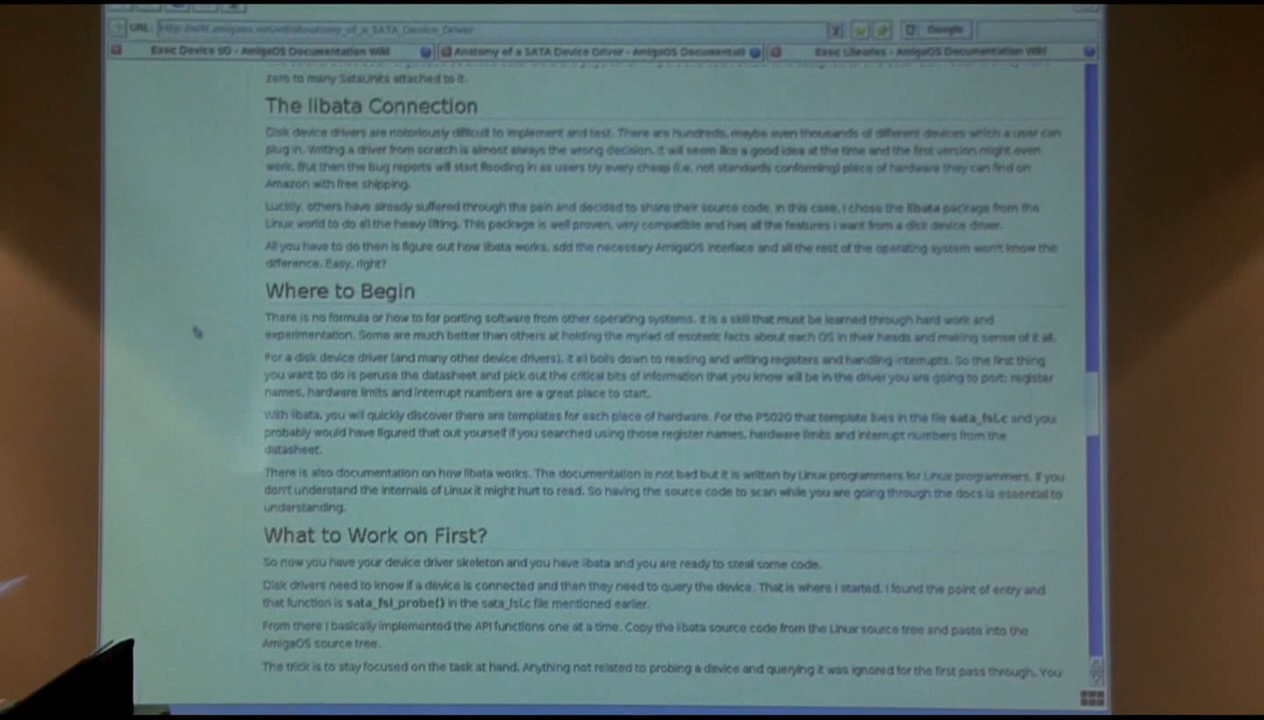 URL: http://wiki.amigaos.net/wiki/Anatomy_of_a_SATA_Device_Driver
Google
Exec Device I/O - AmigaOS Documentation Wiki
Anatomy of a SATA Device Driver - AmigaOS Documentati
Exec Libraries - AmigaOS Documentation Wiki
zero to many SataUnits attached to it.
The libata Connection
Disk device drivers are notoriously difficult to implement and test. There are hundreds, maybe even thousands of different devices which a user can
plug in. Writing a driver from scratch is almost always the wrong decision. It will seem like a good idea at the time and the first version might even
work. But then the bug reports will start flooding in as users try every cheap (i.e. not standards conforming) piece of hardware they can find on
Amazon with free shipping.
Luckily, others have already suffered through the pain and decided to share their source code. In this case, I chose the libata package from the
Linux world to do all the heavy lifting. This package is well proven, very compatible and has all the features I want from a disk device driver.
All you have to do then is figure out how libata works, add the necessary AmigaOS interface and all the rest of the operating system won't know the
difference. Easy, right?
Where to Begin
There is no formula or how to for porting software from other operating systems. It is a skill that must be learned through hard work and
experimentation. Some are much better than others at holding the myriad of esoteric facts about each OS in their heads and making sense of it all.
For a disk device driver (and many other device drivers), it all boils down to reading and writing registers and handling interrupts. So the first thing
you want to do is peruse the datasheet and pick out the critical bits of information that you know will be in the driver you are going to port: register
names, hardware limits and interrupt numbers are a great place to start.
With libata, you will quickly discover there are templates for each piece of hardware. For the P5020 that template lives in the file sata_fsl.c and you
probably would have figured that out yourself if you searched using those register names, hardware limits and interrupt numbers from the
datasheet.
There is also documentation on how libata works. The documentation is not bad but it is written by Linux programmers for Linux programmers. If you
don't understand the internals of Linux it might hurt to read. So having the source code to scan while you are going through the docs is essential to
understanding.
What to Work on First?
So now you have your device driver skeleton and you have libata and you are ready to steal some code.
Disk drivers need to know if a device is connected and then they need to query the device. That is where I started. I found the point of entry and
that function is sata_fsl_probe() in the sata_fsl.c file mentioned earlier.
From there I basically implemented the API functions one at a time. Copy the libata source code from the Linux source tree and paste into the
AmigaOS source tree.
The trick is to stay focused on the task at hand. Anything not related to probing a device and querying it was ignored for the first pass through. You